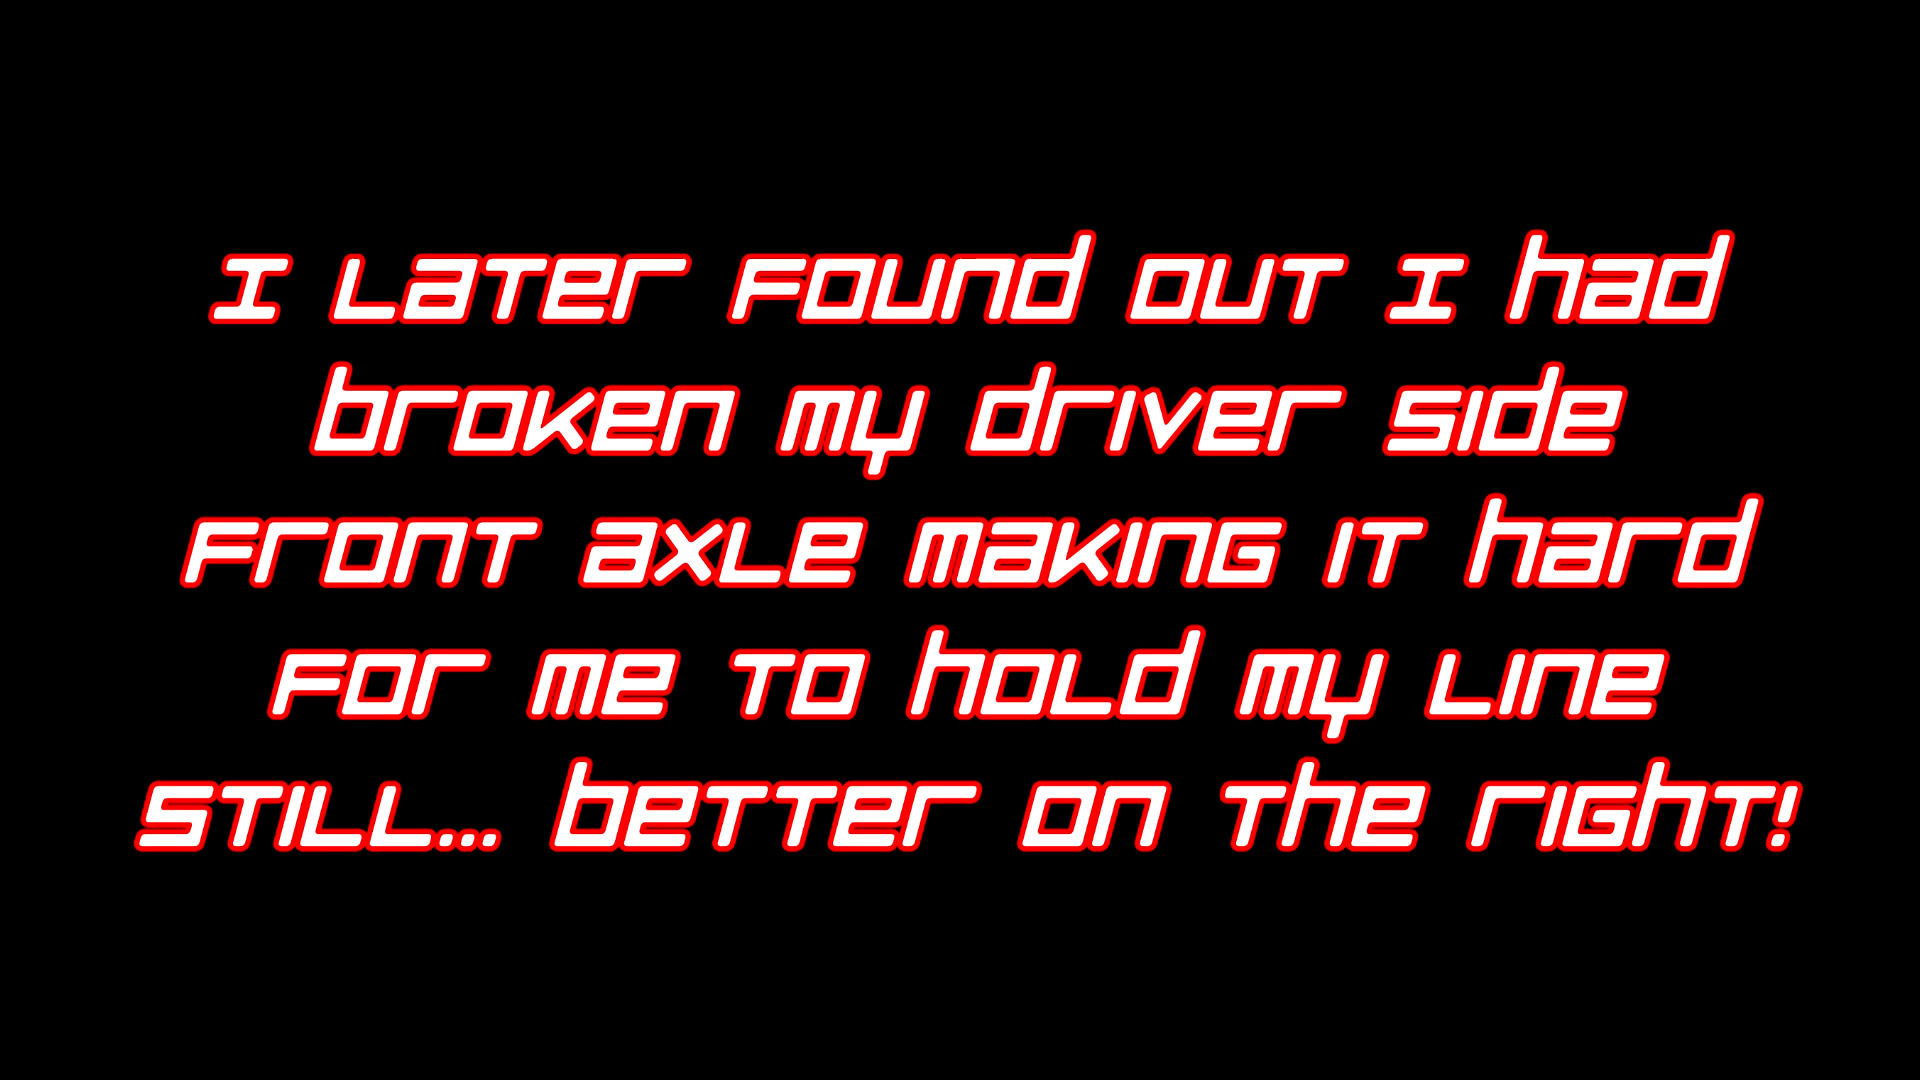 I later found out I had
broken my driver side
front axle making it hard
for me to hold my line
still... better on the right!